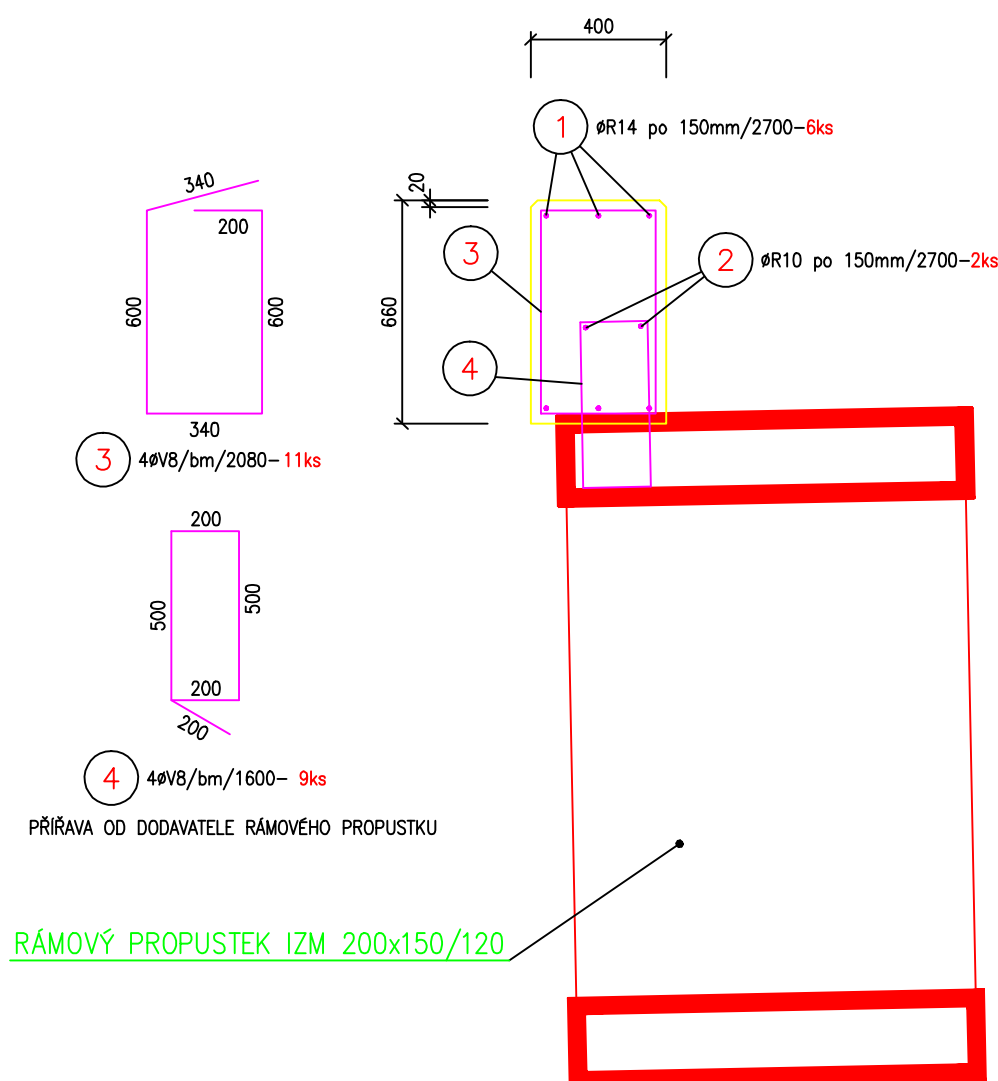 400
1 øR14 po 150mm/2700-6ks
340
20
200
3
2 øR10 po 150mm/2700-2ks
600
600
660
4
340
3 4øV8/bm/2080-11ks
200
500
500
200
200
4 4øV8/bm/1600- 9ks
PŘÍŘAVA OD DODAVATELE RÁMOVÉHO PROPUSTKU
RÁMOVÝ PROPUSTEK IZM 200x150/120